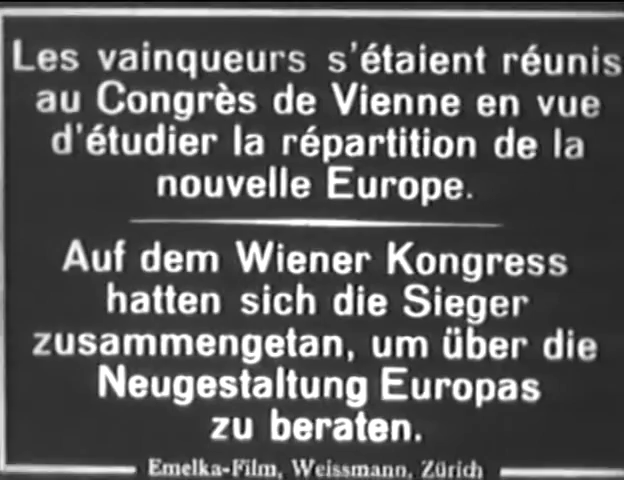 Les vainqueurs s'étaient réunis
au Congrès de Vienne en vue
d'étudier la répartition de la
nouvelle Europe.
Auf dem Wiener Kongress
hatten sich die Sieger
zusammengetan, um über die
Neugestaltung Europas
zu beraten.
Emelka-Film, Weissmann, Zürich